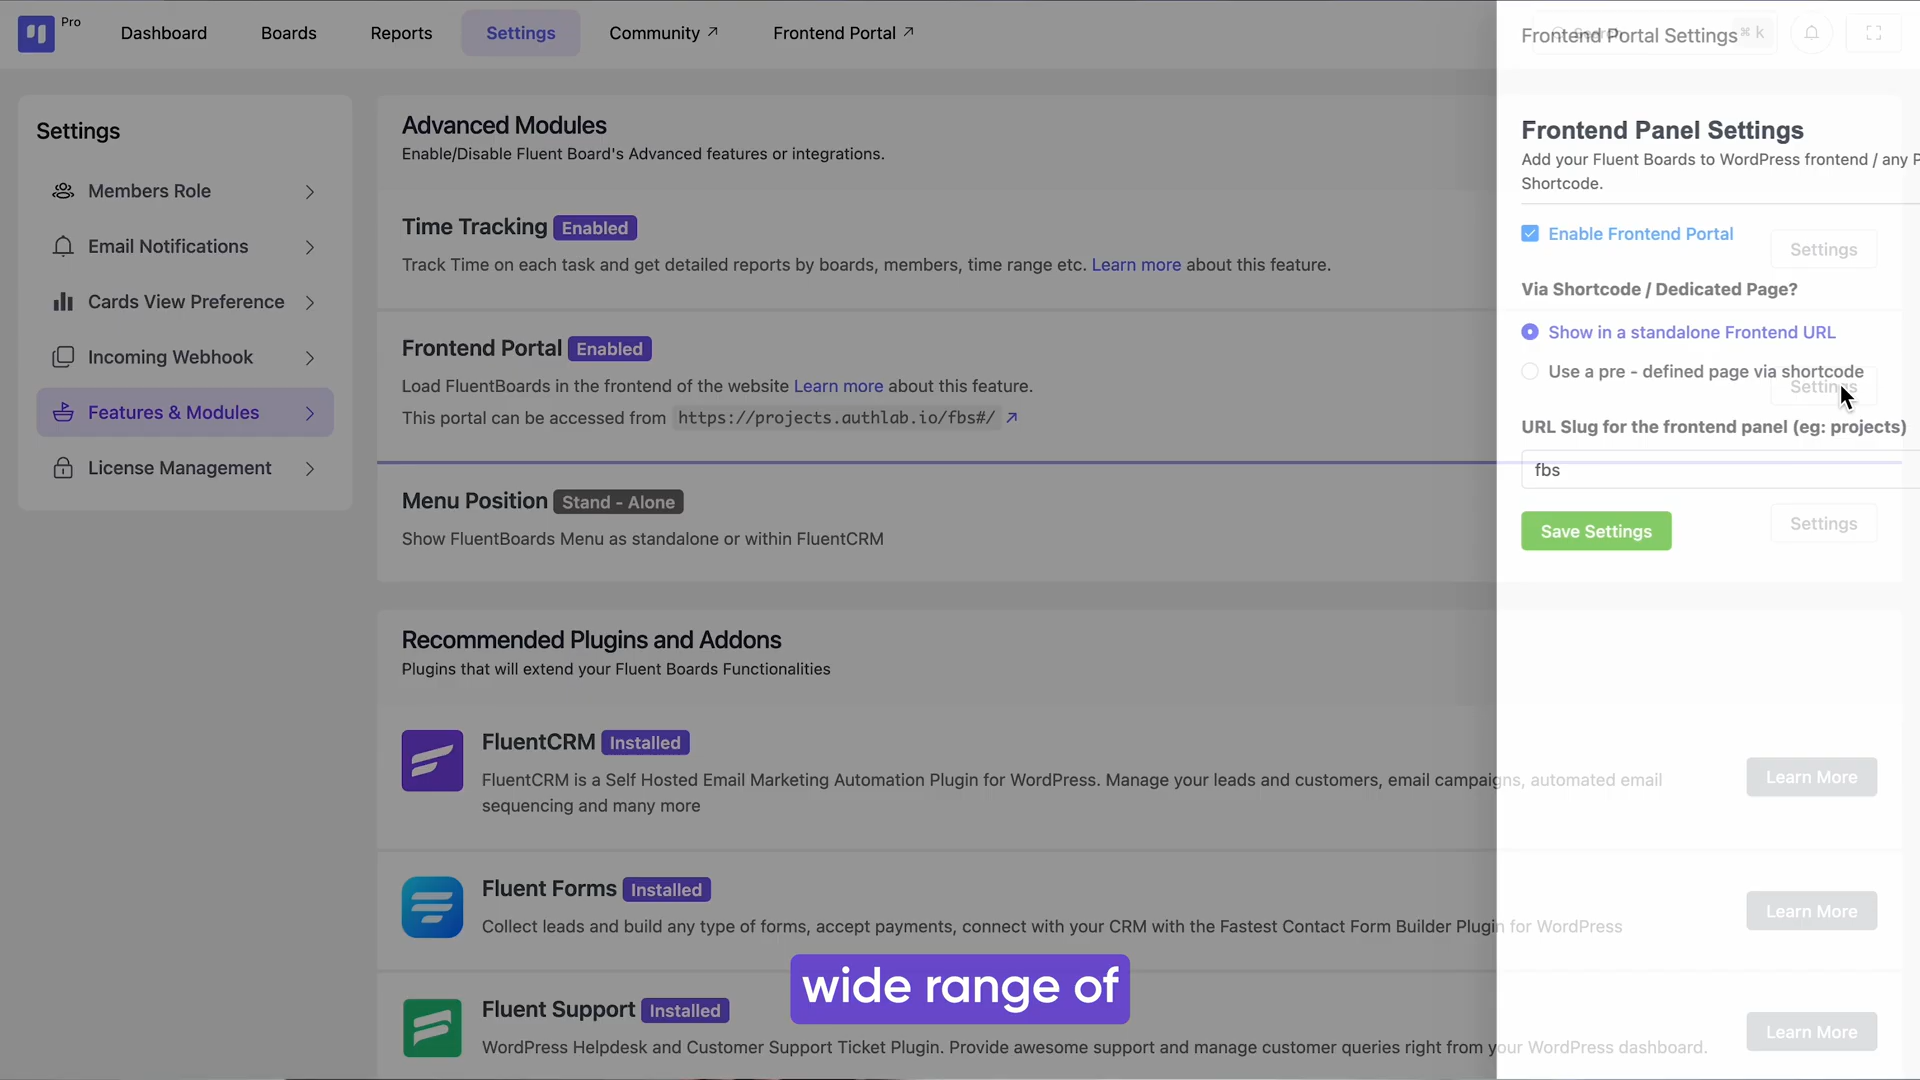 Pro
Dashboard
Boards
Reports
Settings
Community
Frontend Portal
Settings
Members Role
Email Notifications
Cards View Preference
Incoming Webhook
Features & Modules
License Management
Advanced Modules
Enable/Disable Fluent Board's Advanced features or integrations.
Time Tracking Enabled
Track Time on each task and get detailed reports by boards, members, time range etc. Learn more about this feature.
Frontend Portal Enabled
Load FluentBoards in the frontend of the website Learn more about this feature.
This portal can be accessed from https://projects.authlab.io/fbs#/
Menu Position Stand - Alone
Show FluentBoards Menu as standalone or within FluentCRM
Recommended Plugins and Addons
Plugins that will extend your Fluent Boards Functionalities
FluentCRM Installed
FluentCRM is a Self Hosted Email Marketing Automation Plugin for WordPress. Manage your leads and customers, email campaigns, automated email
sequencing and many more
Learn More
Fluent Forms Installed
Collect leads and build any type of forms, accept payments, connect with your CRM with the Fastest Contact Form Builder Plugin for WordPress
Learn More
Fluent Support Installed
WordPress Helpdesk and Customer Support Ticket Plugin. Provide awesome support and manage customer queries right from your WordPress dashboard.
Learn More
wide range of
Frontend Portal Settings
⌘ k
Frontend Panel Settings
Add your Fluent Boards to WordPress frontend / any P
Shortcode.
Enable Frontend Portal
Settings
Via Shortcode / Dedicated Page?
Show in a standalone Frontend URL
Use a pre - defined page via shortcode
Settings
URL Slug for the frontend panel (eg: projects)
fbs
Save Settings
Settings